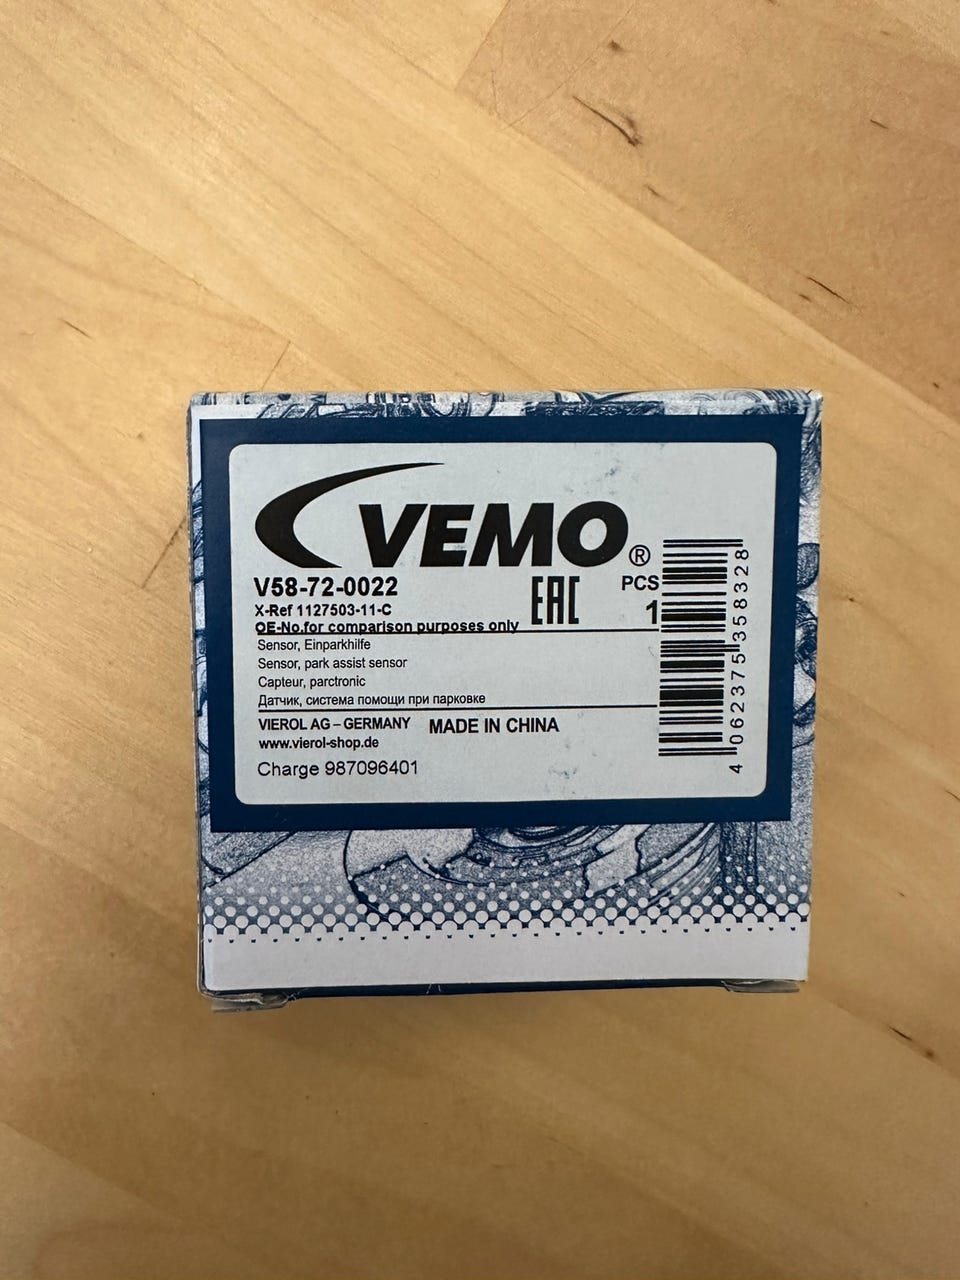 VEMO®
V58-72-0022
X-Ref 1127503-11-C
OE-No.for comparison purposes only
EAC
PCS
1
Sensor, Einparkhilfe
Sensor, park assist sensor
Capteur, parctronic
Датчик, система помощи при парковке
VIEROL AG – GERMANY MADE IN CHINA
www.vierol-shop.de
Charge 987096401
4 062375 358328